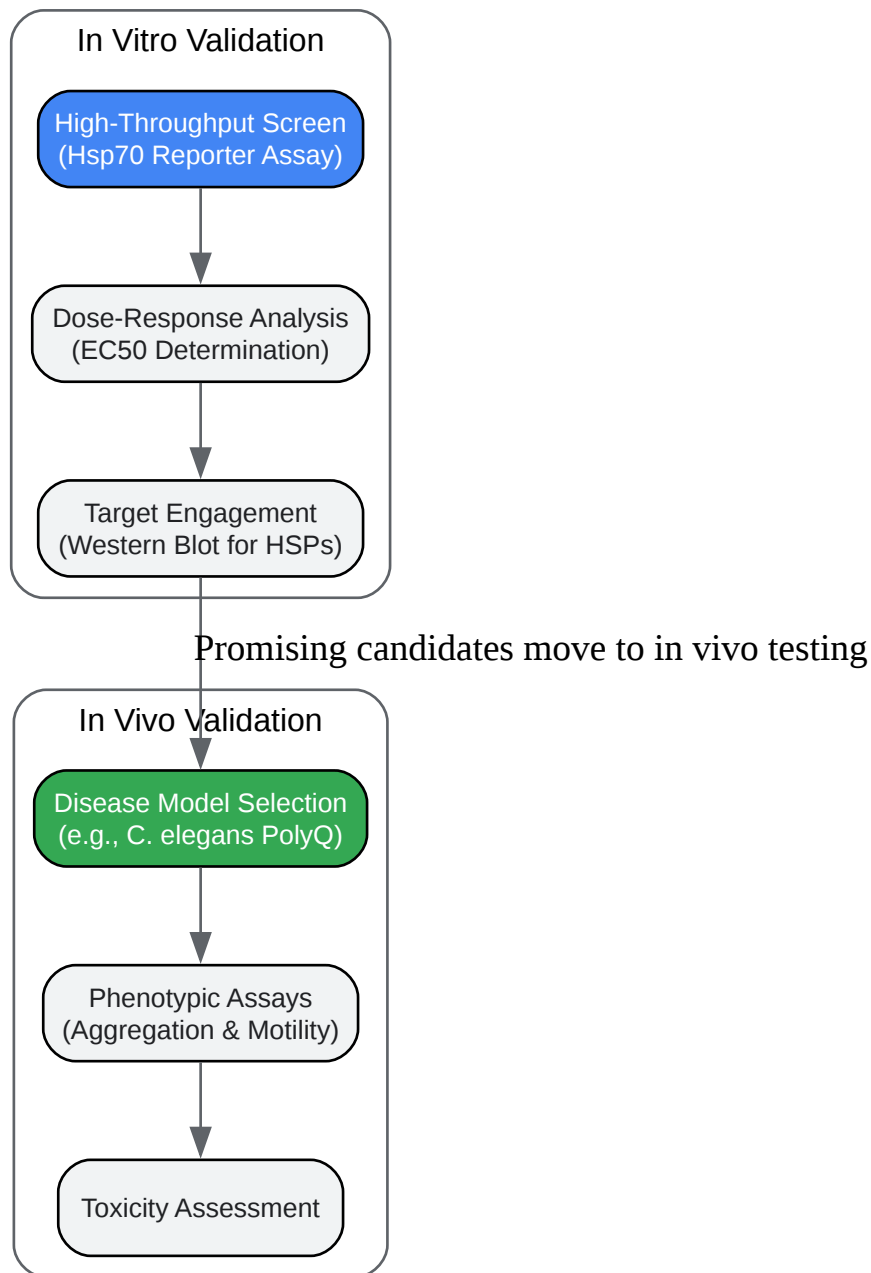 In Vitro Validation
High-Throughput Screen
(Hsp70 Reporter Assay)
Dose-Response Analysis
(EC50 Determination)
Target Engagement
(Western Blot for HSPs)
Promising candidates move to in vivo testing
In Vivo Validation
Disease Model Selection
(e.g., C. elegans PolyQ)
Phenotypic Assays
(Aggregation & Motility)
Toxicity Assessment